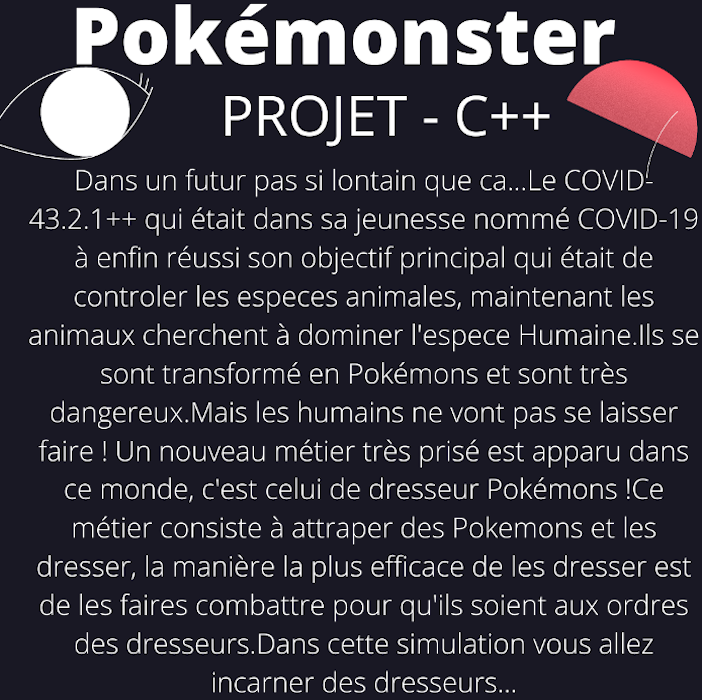 Pokémonster
PROJET - C++
Dans un futur pas si lontain que ca...Le COVID-
43.2.1++ qui était dans sa jeunesse nommé COVID-19
à enfin réussi son objectif principal qui était de
controler les especes animales, maintenant les
animaux cherchent à dominer l'espece Humaine.Ils se
sont transformé en Pokémons et sont très
dangereux.Mais les humains ne vont pas se laisser
faire ! Un nouveau métier très prisé est apparu dans
ce monde, c'est celui de dresseur Pokémons !Ce
métier consiste à attraper des Pokemons et les
dresser, la manière la plus efficace de les dresser est
de les faires combattre pour qu'ils soient aux ordres
des dresseurs.Dans cette simulation vous allez
incarner des dresseurs...